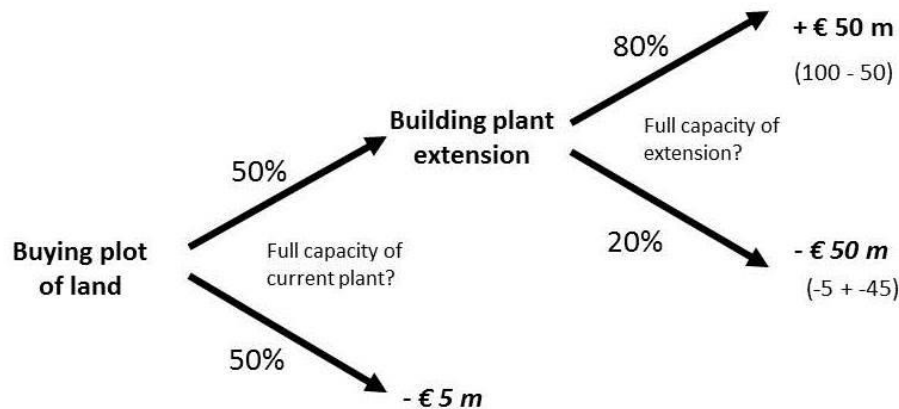 + € 50 m
80%
(100 - 50)
Building plant
extension
Full capacity of
extension?
50%
Buying plot
of land
Full capacity of
current plant?
20%
- € 50 m
(-5 + -45)
50%
- € 5 m